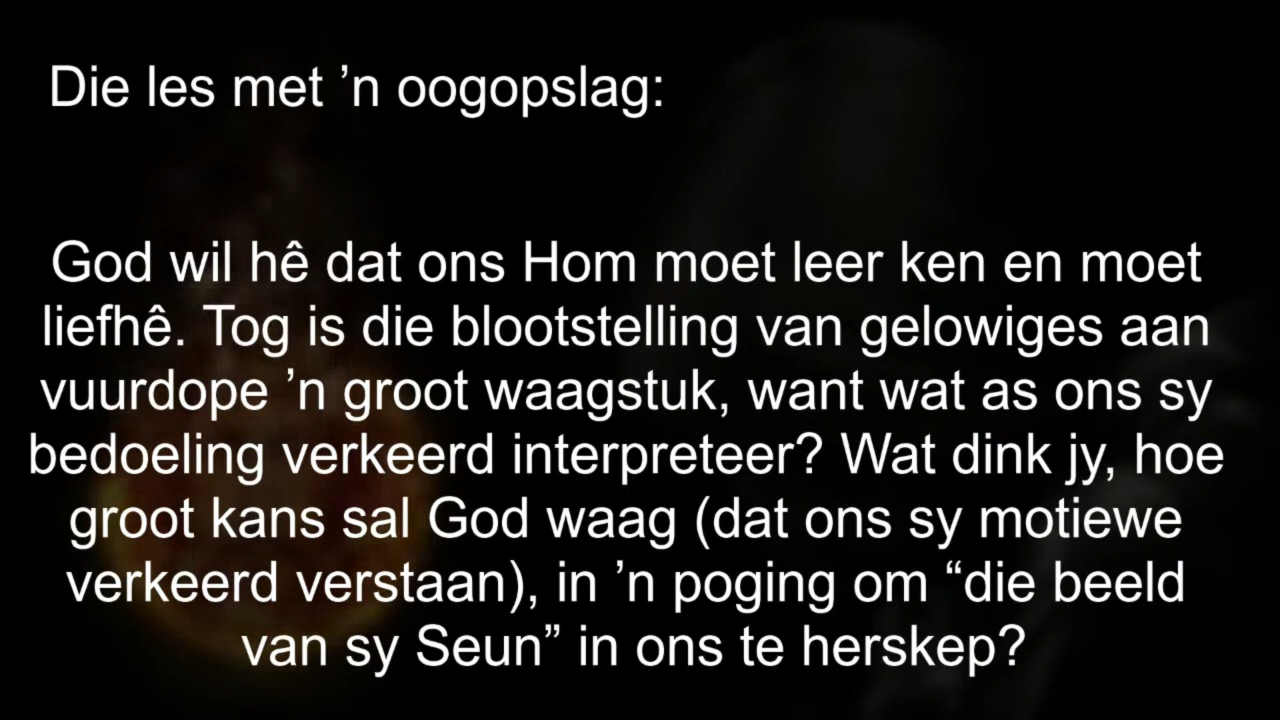 Die les met ’n oogopslag:
God wil hê dat ons Hom moet leer ken en moet
liefhê. Tog is die blootstelling van gelowiges aan
vuurdope ’n groot waagstuk, want wat as ons sy
bedoeling verkeerd interpreteer? Wat dink jy, hoe
groot kans sal God waag (dat ons sy motiewe
verkeerd verstaan), in ’n poging om “die beeld
van sy Seun” in ons te herskep?